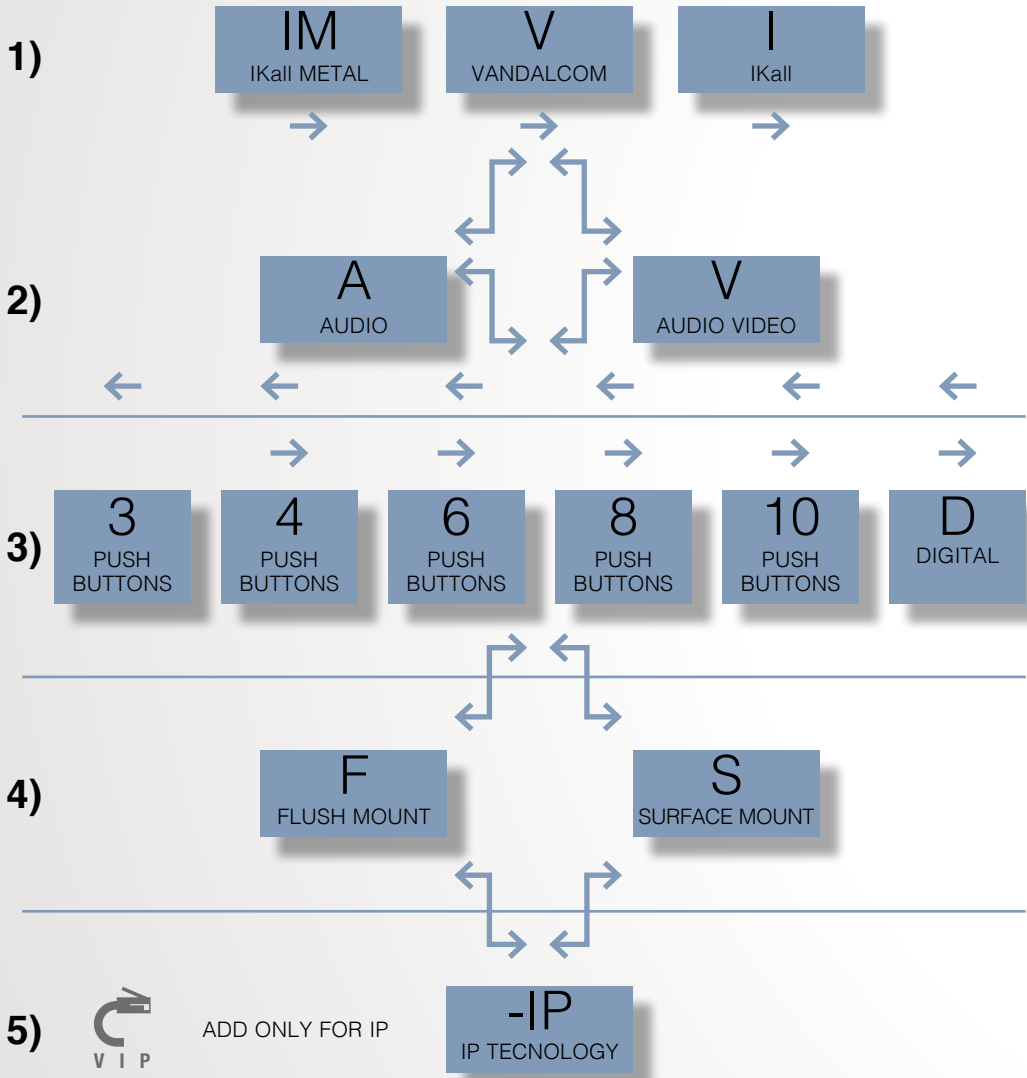 1)
IM
IKall METAL
V
VANDALCOM
I
IKall
2)
A
AUDIO
V
AUDIO VIDEO
3)
3
PUSH
BUTTONS
4
PUSH
BUTTONS
6
PUSH
BUTTONS
8
PUSH
BUTTONS
10
PUSH
BUTTONS
D
DIGITAL
4)
F
FLUSH MOUNT
S
SURFACE MOUNT
5)
VIP
ADD ONLY FOR IP
-IP
IP TECNOLOGY